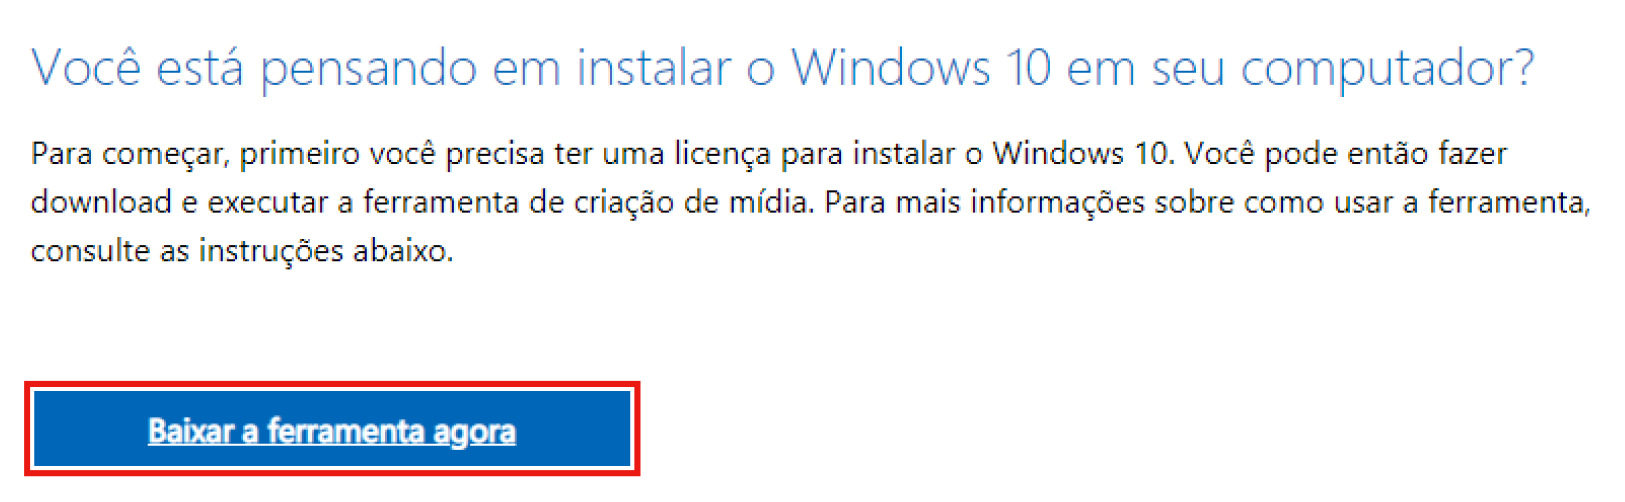 Você está pensando em instalar o Windows 10 em seu computador?
Para começar, primeiro você precisa ter uma licença para instalar o Windows 10. Você pode então fazer
download e executar a ferramenta de criação de mídia. Para mais informações sobre como usar a ferramenta,
consulte as instruções abaixo.
Baixar a ferramenta agora